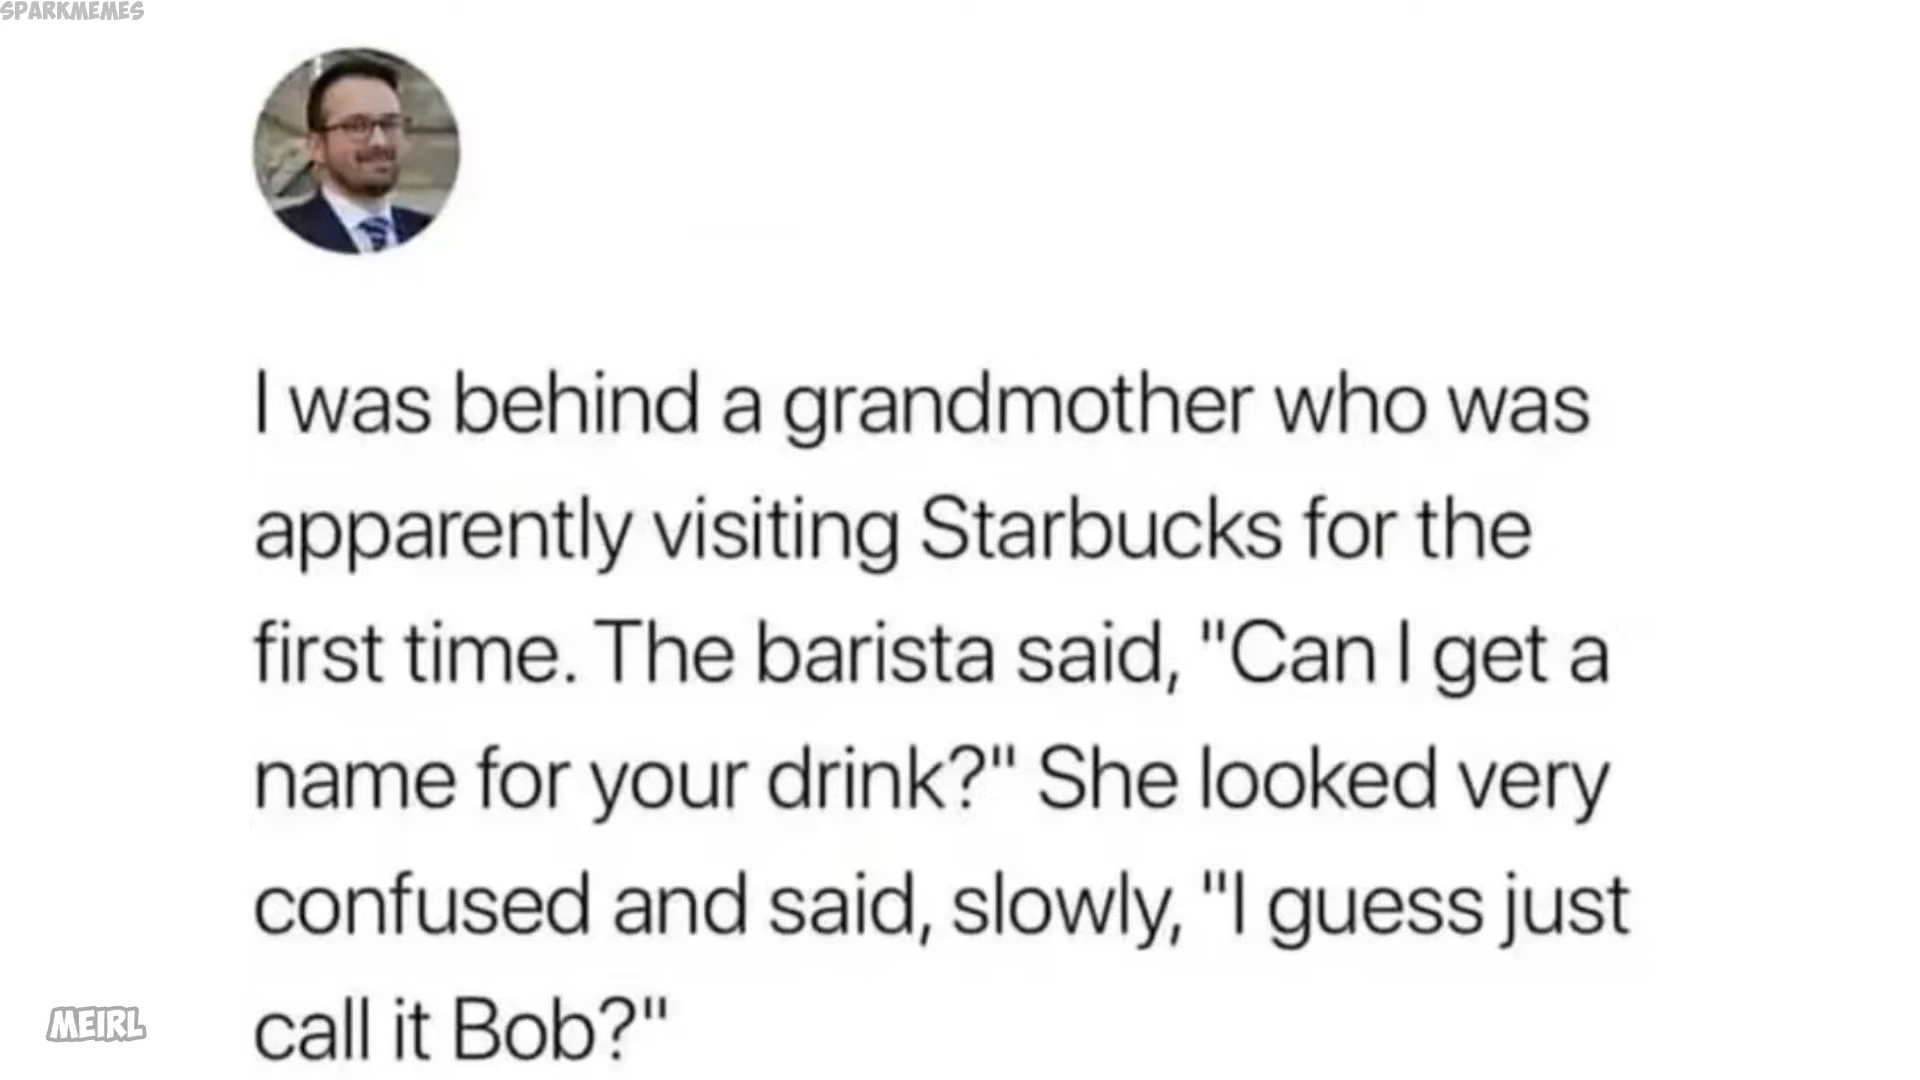 SPARKMEMES
I was behind a grandmother who was
apparently visiting Starbucks for the
first time. The barista said, "Can I get a
name for your drink?" She looked very
confused and said, slowly, "I guess just
call it Bob?"
MEIRL